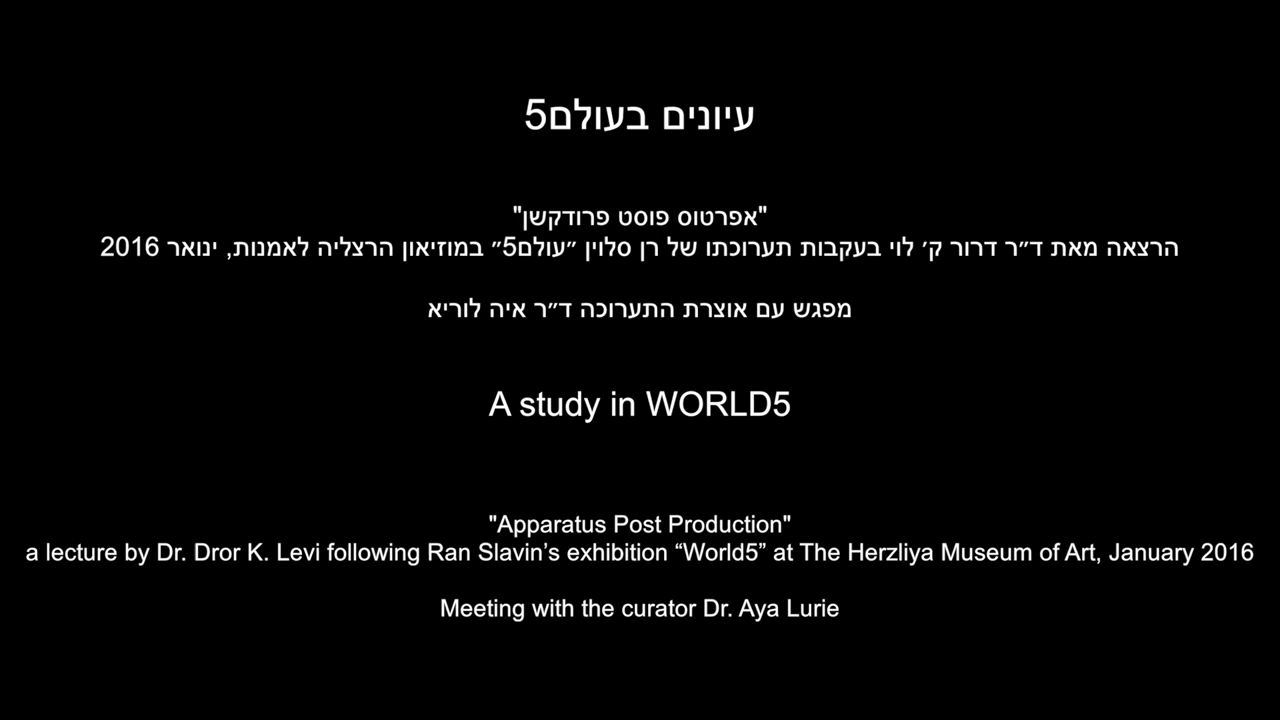 עיונים בעולם5
"אפרטוס פוסט פרודקשן"
הרצאה מאת ד״ר דרור ק׳ לוי בעקבות תערוכתו של רן סלוין ״עולם5״ במוזיאון הרצליה לאמנות, ינואר 2016
מפגש עם אוצרת התערוכה ד״ר איה לוריא
A study in WORLD5
"Apparatus Post Production"
a lecture by Dr. Dror K. Levi following Ran Slavin’s exhibition “World5” at The Herzliya Museum of Art, January 2016
Meeting with the curator Dr. Aya Lurie